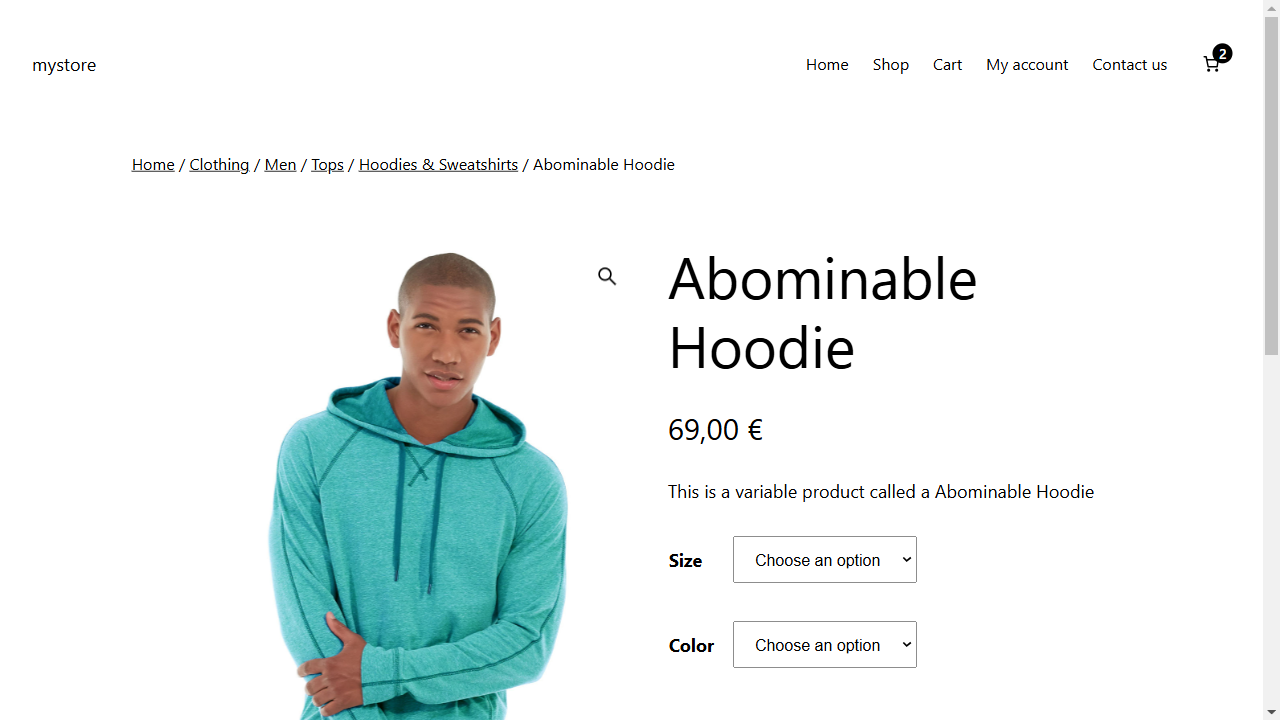 mystore
Home Shop Cart My account Contact us 2
Home / Clothing / Men / Tops / Hoodies & Sweatshirts / Abominable Hoodie
Abominable
Hoodie
69,00 €
This is a variable product called a Abominable Hoodie
Size Choose an option
Color Choose an option